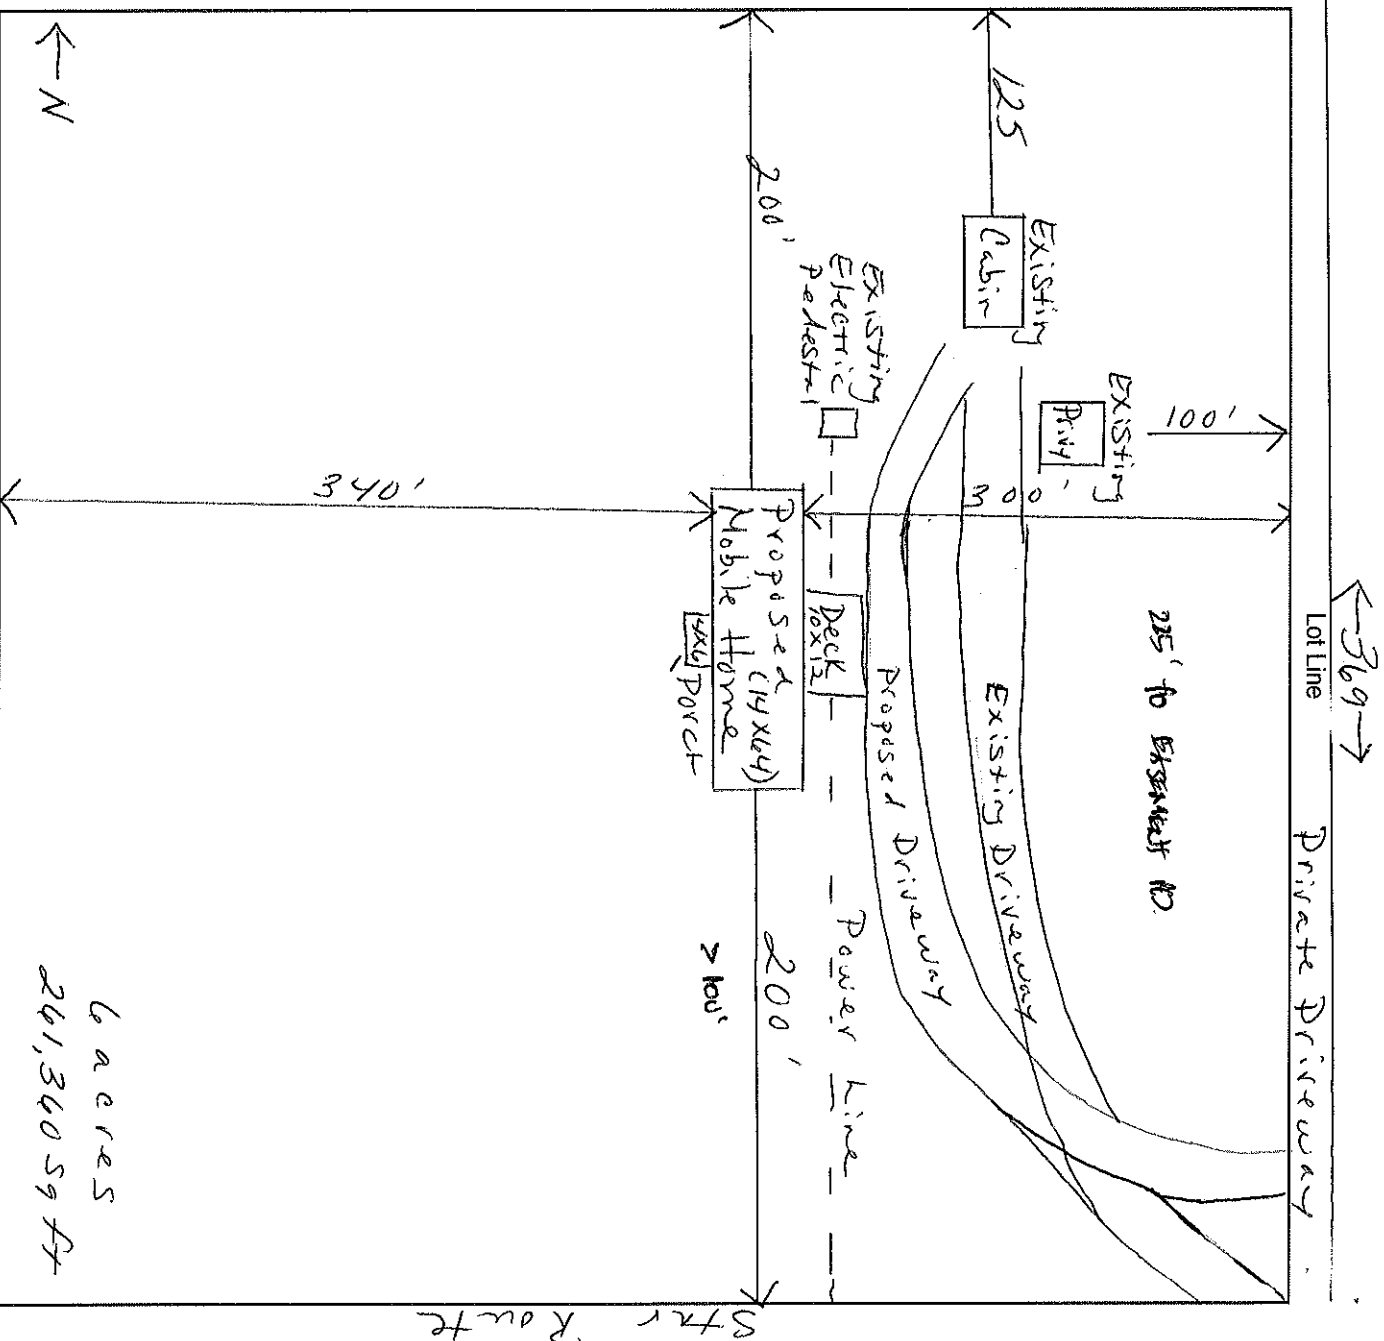 ← 369 →
Lot Line
Private Driveway
225' to
100'
Existing
Privy
Existing
Cabin
125
300'
Existing Driveway
Proposed Driveway
Existing
Electric
Pedestal
Deck
10x12
Power Line
Proposed
(14x64)
Mobile Home
4x6
Porch
200'
200'
>100'
340'
Star Route
← N
6 acres
261,360 sq ft